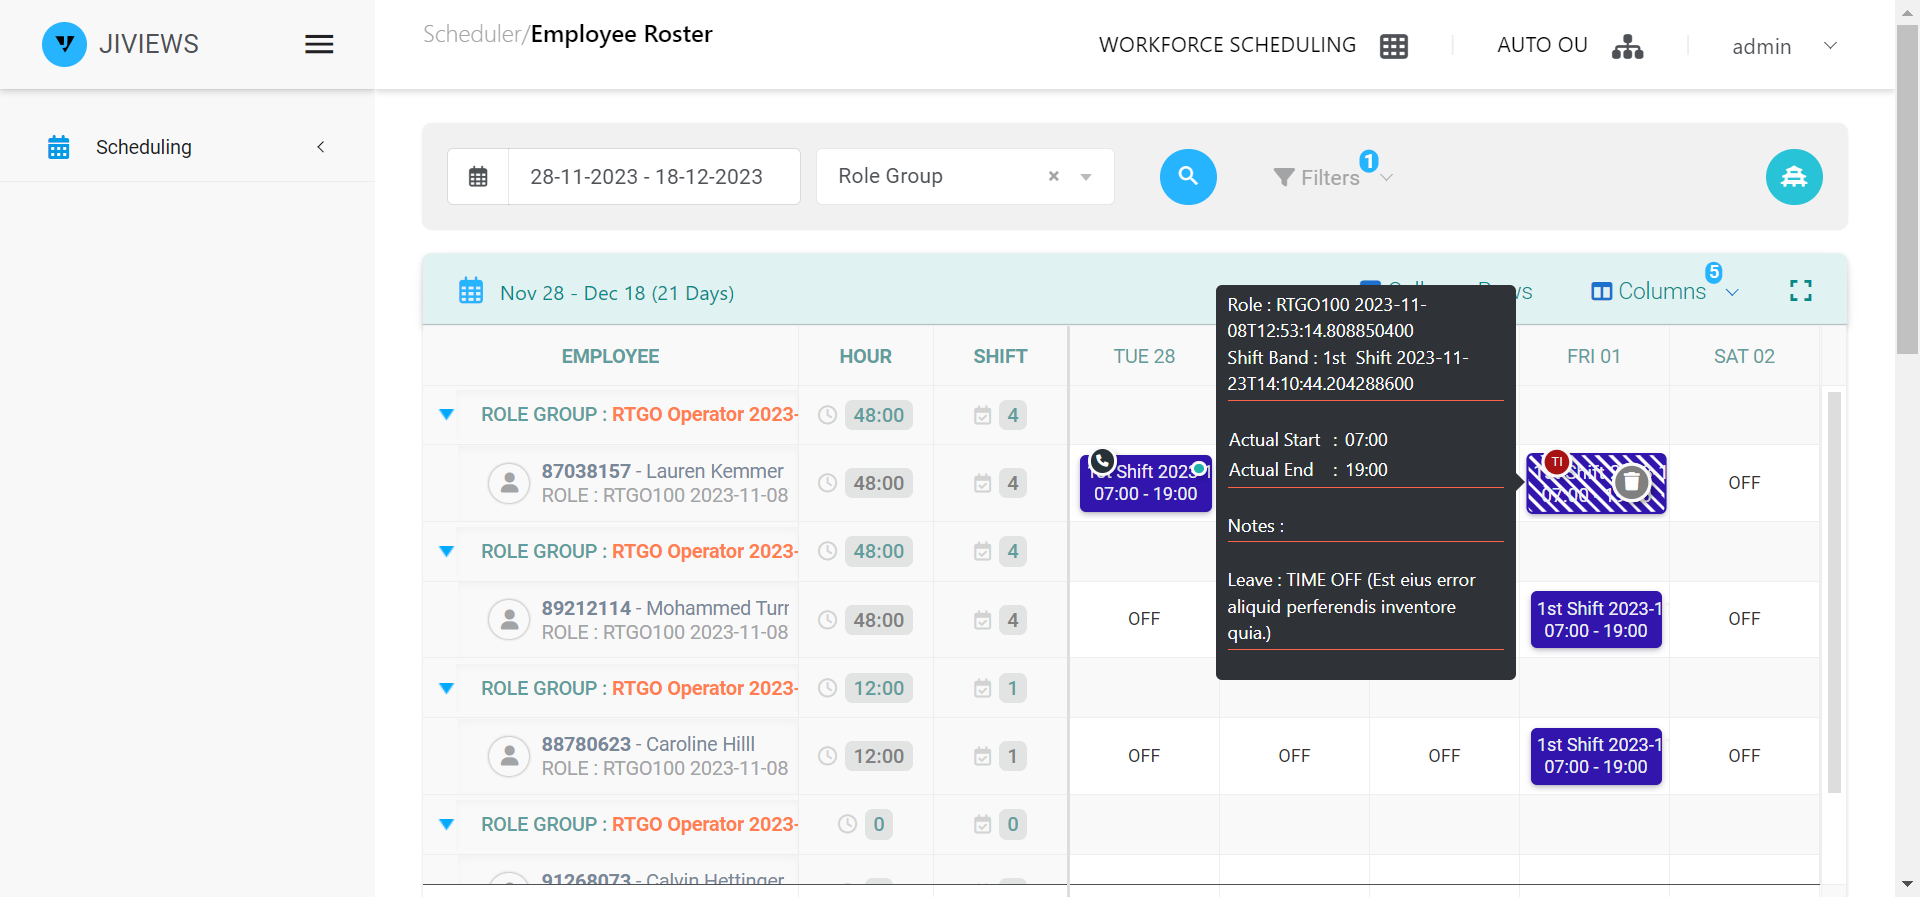 JIVIEWS
Scheduler/Employee Roster
WORKFORCE SCHEDULING
AUTO OU
admin
Scheduling
28-11-2023 - 18-12-2023
Role Group
×
Filters
1
Nov 28 - Dec 18 (21 Days)
Columns
5
EMPLOYEE
HOUR
SHIFT
TUE 28
FRI 01
SAT 02
Role : RTGO100 2023-11-
08T12:53:14.808850400
Shift Band : 1st Shift 2023-11-
23T14:10:44.204288600
Actual Start : 07:00
Actual End : 19:00
Notes :
Leave : TIME OFF (Est eius error
aliquid perferendis inventore
quia.)
ROLE GROUP : RTGO Operator 2023-
48:00
4
87038157 - Lauren Kemmer
ROLE : RTGO100 2023-11-08
48:00
4
1st Shift 2023-1
07:00 - 19:00
TI
OFF
ROLE GROUP : RTGO Operator 2023-
48:00
4
89212114 - Mohammed Turr
ROLE : RTGO100 2023-11-08
48:00
4
OFF
1st Shift 2023-1
07:00 - 19:00
OFF
ROLE GROUP : RTGO Operator 2023-
12:00
1
88780623 - Caroline Hilll
ROLE : RTGO100 2023-11-08
12:00
1
OFF
OFF
OFF
1st Shift 2023-1
07:00 - 19:00
OFF
ROLE GROUP : RTGO Operator 2023-
0
0
91268073 - Calvin Hettinger